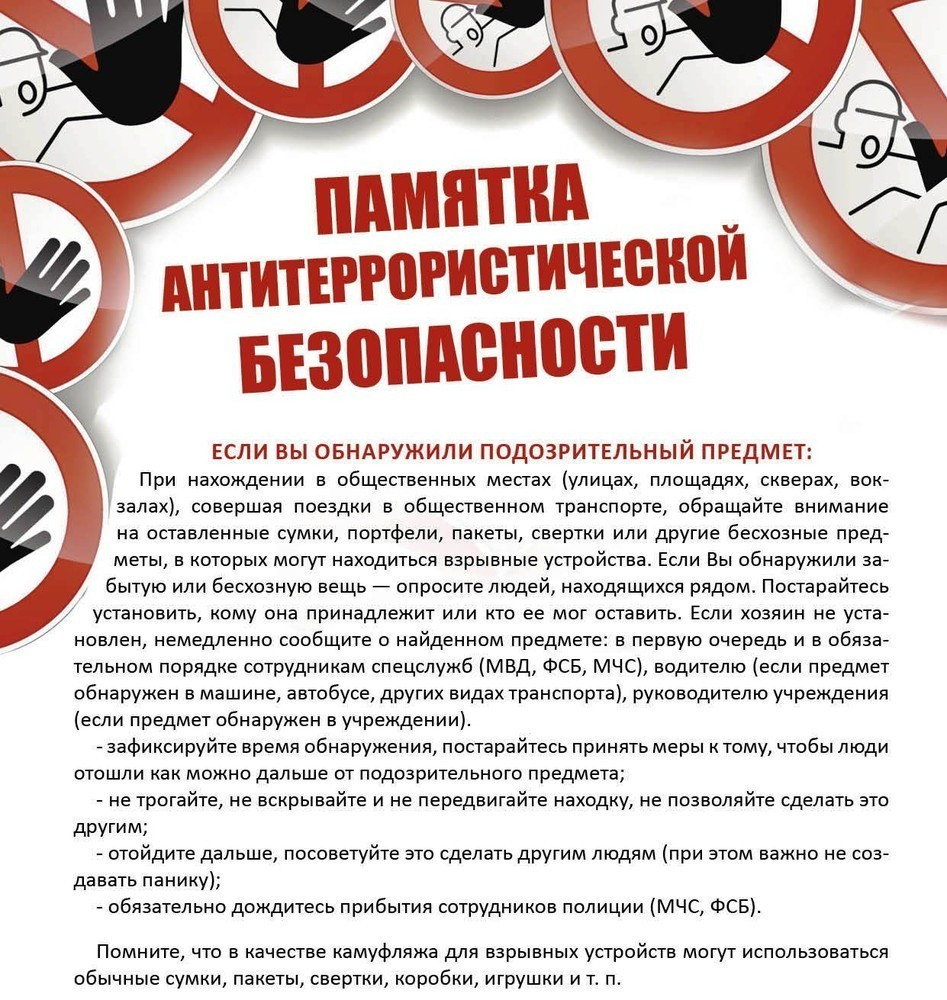 ПАМЯТКА
АНТИТЕРРОРИСТИЧЕСКОЙ
БЕЗОПАСНОСТИ
ЕСЛИ ВЫ ОБНАРУЖИЛИ ПОДОЗРИТЕЛЬНЫЙ ПРЕДМЕТ:
При нахождении в общественных местах (улицах, площадях, скверах, вок-
залах), совершая поездки в общественном транспорте, обращайте внимание
на оставленные сумки, портфели, пакеты, свертки или другие бесхозные пред-
меты, в которых могут находиться взрывные устройства. Если Вы обнаружили за-
бытую или бесхозную вещь — опросите людей, находящихся рядом. Постарайтесь
установить, кому она принадлежит или кто ее мог оставить. Если хозяин не уста-
новлен, немедленно сообщите о найденном предмете: в первую очередь и в обяза-
тельном порядке сотрудникам спецслужб (МВД, ФСБ, МЧС), водителю (если предмет
обнаружен в машине, автобусе, других видах транспорта), руководителю учреждения
(если предмет обнаружен в учреждении).
- зафиксируйте время обнаружения, постарайтесь принять меры к тому, чтобы люди
отошли как можно дальше от подозрительного предмета;
- не трогайте, не вскрывайте и не передвигайте находку, не позволяйте сделать это
другим;
- отойдите дальше, посоветуйте это сделать другим людям (при этом важно не соз-
давать панику);
- обязательно дождитесь прибытия сотрудников полиции (МЧС, ФСБ).
Помните, что в качестве камуфляжа для взрывных устройств могут использоваться
обычные сумки, пакеты, свертки, коробки, игрушки и т. п.